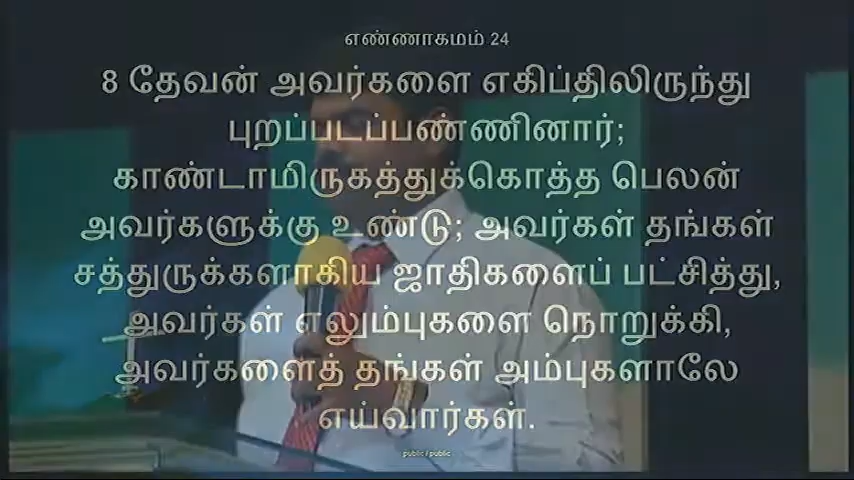 எண்ணாகமம் 24
8 தேவன் அவர்களை எகிப்திலிருந்து
புறப்படப்பண்ணினார்;
காண்டாமிருகத்துக்கொத்த பெலன்
அவர்களுக்கு உண்டு; அவர்கள் தங்கள்
சத்துருக்களாகிய ஜாதிகளைப் பட்சித்து,
அவர்கள் எலும்புகளை நொறுக்கி,
அவர்களைத் தங்கள் அம்புகளாலே
எய்வார்கள்.
public / public